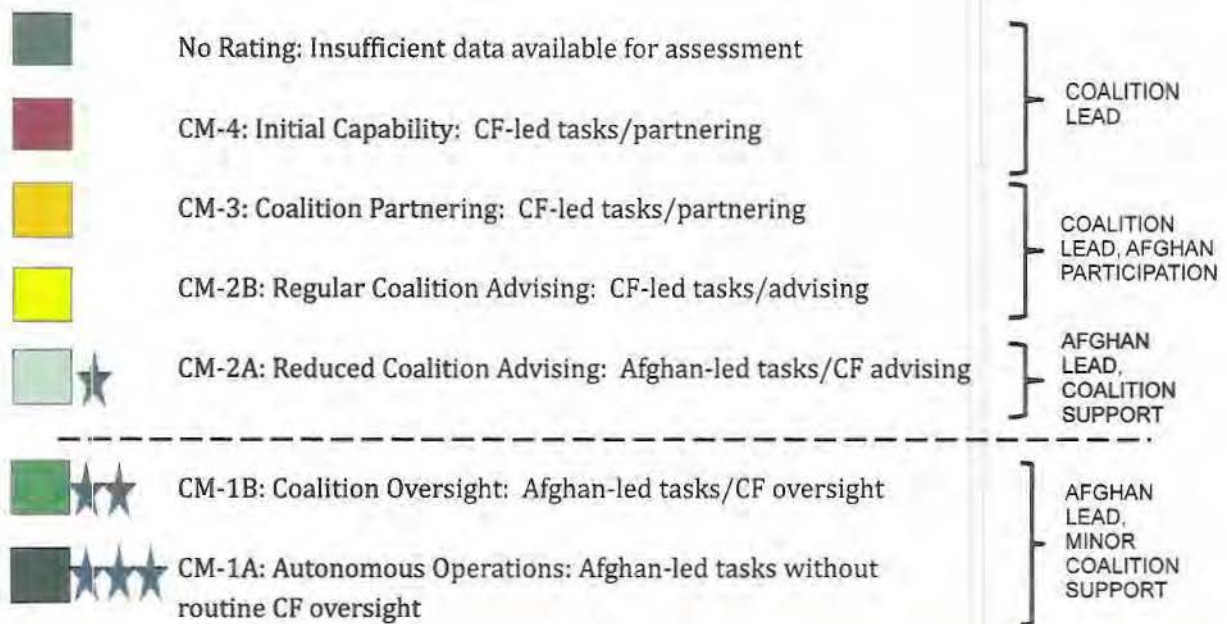 No Rating: Insufficient data available for assessment
CM-4: Initial Capability: CF-led tasks/partnering
COALITION
LEAD
CM-3: Coalition Partnering: CF-led tasks/partnering
CM-2B: Regular Coalition Advising: CF-led tasks/advising
COALITION
LEAD, AFGHAN
PARTICIPATION
CM-2A: Reduced Coalition Advising: Afghan-led tasks/CF advising
AFGHAN
LEAD,
COALITION
SUPPORT
CM-1B: Coalition Oversight: Afghan-led tasks/CF oversight
CM-1A: Autonomous Operations: Afghan-led tasks without
routine CF oversight
AFGHAN
LEAD,
MINOR
COALITION
SUPPORT